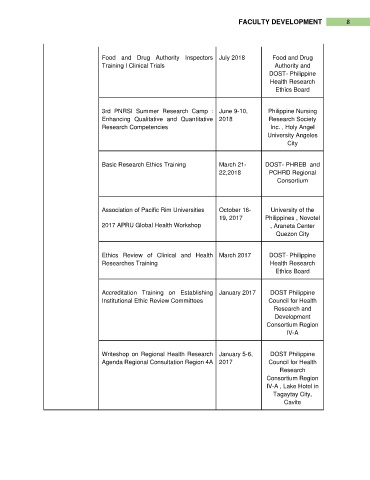 FACULTY DEVELOPMENT 8
Food and Drug Authority Inspectors
Training I Clinical Trials
July 2018
Food and Drug
Authority and
DOST- Philippine
Health Research
Ethics Board
3rd PNRSI Summer Research Camp :
Enhancing Qualitative and Quantitative
Research Competencies
June 9-10,
2018
Philippine Nursing
Research Society
Inc. , Holy Angel
University Angeles
City
Basic Research Ethics Training
March 21-
22,2018
DOST- PHREB and
PCHRD Regional
Consortium
Association of Pacific Rim Universities
2017 APRU Global Health Workshop
October 16-
19, 2017
University of the
Philippines , Novotel
, Araneta Center
Quezon City
Ethics Review of Clinical and Health
Researches Training
March 2017
DOST- Philippine
Health Research
Ethics Board
Accreditation Training on Establishing
Institutional Ethic Review Committees
January 2017
DOST Philippine
Council for Health
Research and
Development
Consortium Region
IV-A
Writeshop on Regional Health Research
Agenda Regional Consultation Region 4A
January 5-6,
2017
DOST Philippine
Council for Health
Research
Consortium Region
IV-A , Lake Hotel in
Tagaytay City,
Cavite